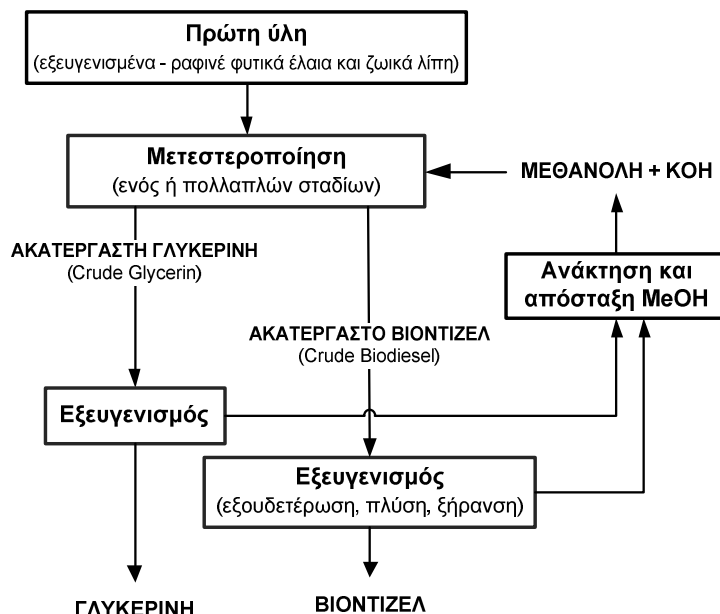 Πρώτη ύλη
(εξευγενισμένα - ραφινέ φυτικά έλαια και ζωικά λίπη)
Μετεστεροποίηση
(ενός ή πολλαπλών σταδίων)
ΜΕΘΑΝΟΛΗ + ΚΟΗ
ΑΚΑΤΕΡΓΑΣΤΗ ΓΛΥΚΕΡΙΝΗ
(Crude Glycerin)
Ανάκτηση και
απόσταξη MeOH
ΑΚΑΤΕΡΓΑΣΤΟ ΒΙΟΝΤΙΖΕΛ
(Crude Biodiesel)
Εξευγενισμός
Εξευγενισμός
(εξουδετέρωση, πλύση, ξήρανση)
ΓΛΥΚΕΡΙΝΗ
ΒΙΟΝΤΙΖΕΛ